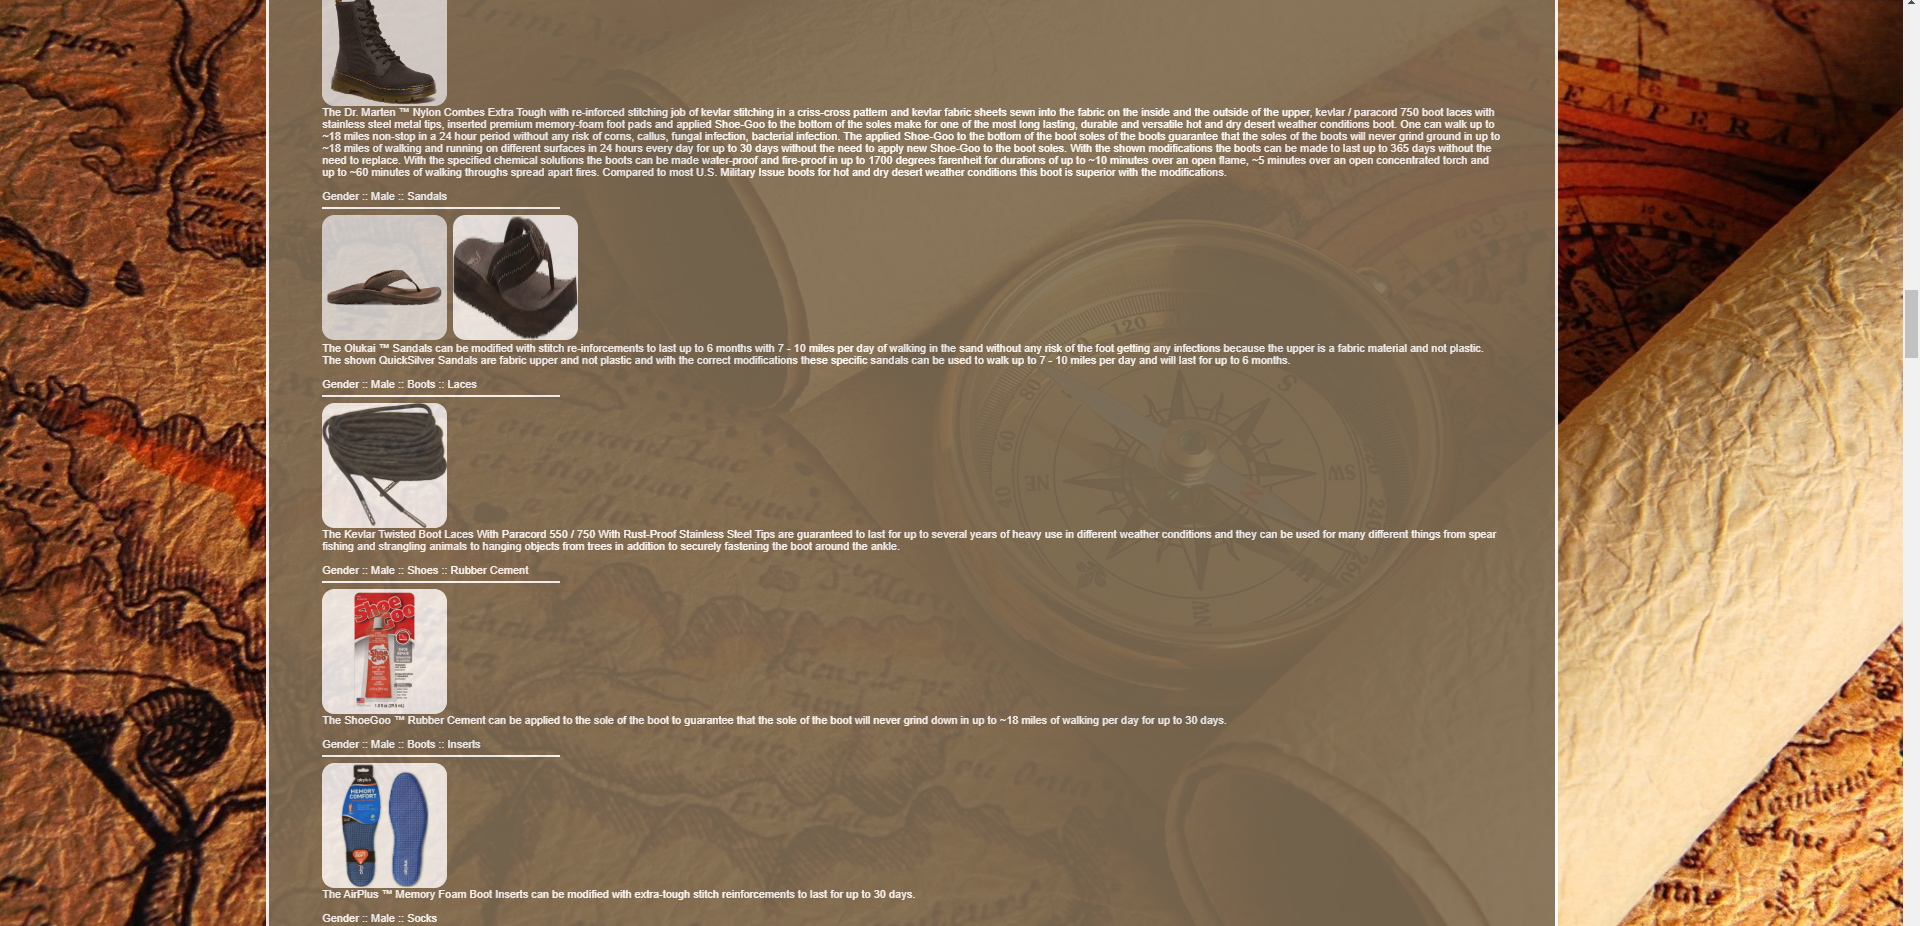 The Dr. Marten ™ Nylon Combes Extra Tough with re-inforced stitching job of kevlar stitching in a criss-cross pattern and kevlar fabric sheets sewn into the fabric on the inside and the outside of the upper, kevlar / paracord 750 boot laces with
stainless steel metal tips, inserted premium memory-foam foot pads and applied Shoe-Goo to the bottom of the soles make for one of the most long lasting, durable and versatile hot and dry desert weather conditions boot. One can walk up to
~18 miles non-stop in a 24 hour period without any risk of corns, callus, fungal infection, bacterial infection. The applied Shoe-Goo to the bottom of the boot soles of the boots guarantee that the soles of the boots will never grind ground in up to
~18 miles of walking and running on different surfaces in 24 hours every day for up to 30 days without the need to apply new Shoe-Goo to the boot soles. With the shown modifications the boots can be made to last up to 365 days without the
need to replace. With the specified chemical solutions the boots can be made water-proof and fire-proof in up to 1700 degrees farenheit for durations of up to ~10 minutes over an open flame, ~5 minutes over an open concentrated torch and
up to ~60 minutes of walking throughs spread apart fires. Compared to most U.S. Military Issue boots for hot and dry desert weather conditions this boot is superior with the modifications.
Gender :: Male :: Sandals
The Olukai ™ Sandals can be modified with stitch re-inforcements to last up to 6 months with 7 - 10 miles per day of walking in the sand without any risk of the foot getting any infections because the upper is a fabric material and not plastic.
The shown QuickSilver Sandals are fabric upper and not plastic and with the correct modifications these specific sandals can be used to walk up to 7 - 10 miles per day and will last for up to 6 months.
Gender :: Male :: Boots :: Laces
The Kevlar Twisted Boot Laces With Paracord 550 / 750 With Rust-Proof Stainless Steel Tips are guaranteed to last for up to several years of heavy use in different weather conditions and they can be used for many different things from spear
fishing and strangling animals to hanging objects from trees in addition to securely fastening the boot around the ankle.
Gender :: Male :: Shoes :: Rubber Cement
Shoe
Goo
The ShoeGoo ™ Rubber Cement can be applied to the sole of the boot to guarantee that the sole of the boot will never grind down in up to ~18 miles of walking per day for up to 30 days.
Gender :: Male :: Boots :: Inserts
MEMORY
COMFORT
The AirPlus ™ Memory Foam Boot Inserts can be modified with extra-tough stitch reinforcements to last for up to 30 days.
Gender :: Male :: Socks
120
60
40
NE
S
SW
240
260
W
NW
N